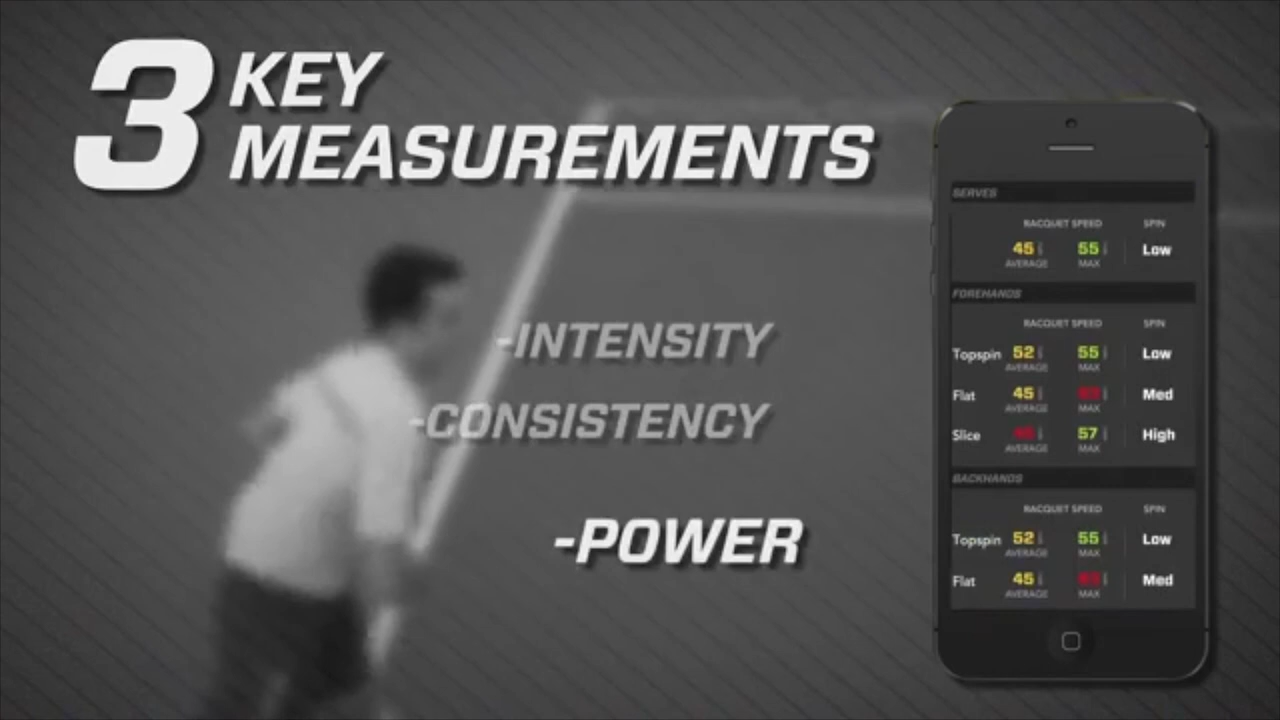 3 KEY
MEASUREMENTS
-INTENSITY
-CONSISTENCY
-POWER
SERVES
RACQUET SPEED SPIN
45 55 Low
AVERAGE MAX
FOREHANDS
RACQUET SPEED SPIN
Topspin 52 55 Low
AVERAGE MAX
Flat 45 Med
AVERAGE MAX
Slice 57 High
AVERAGE MAX
BACKHANDS
RACQUET SPEED SPIN
Topspin 52 55 Low
AVERAGE MAX
Flat 45 Med
AVERAGE MAX